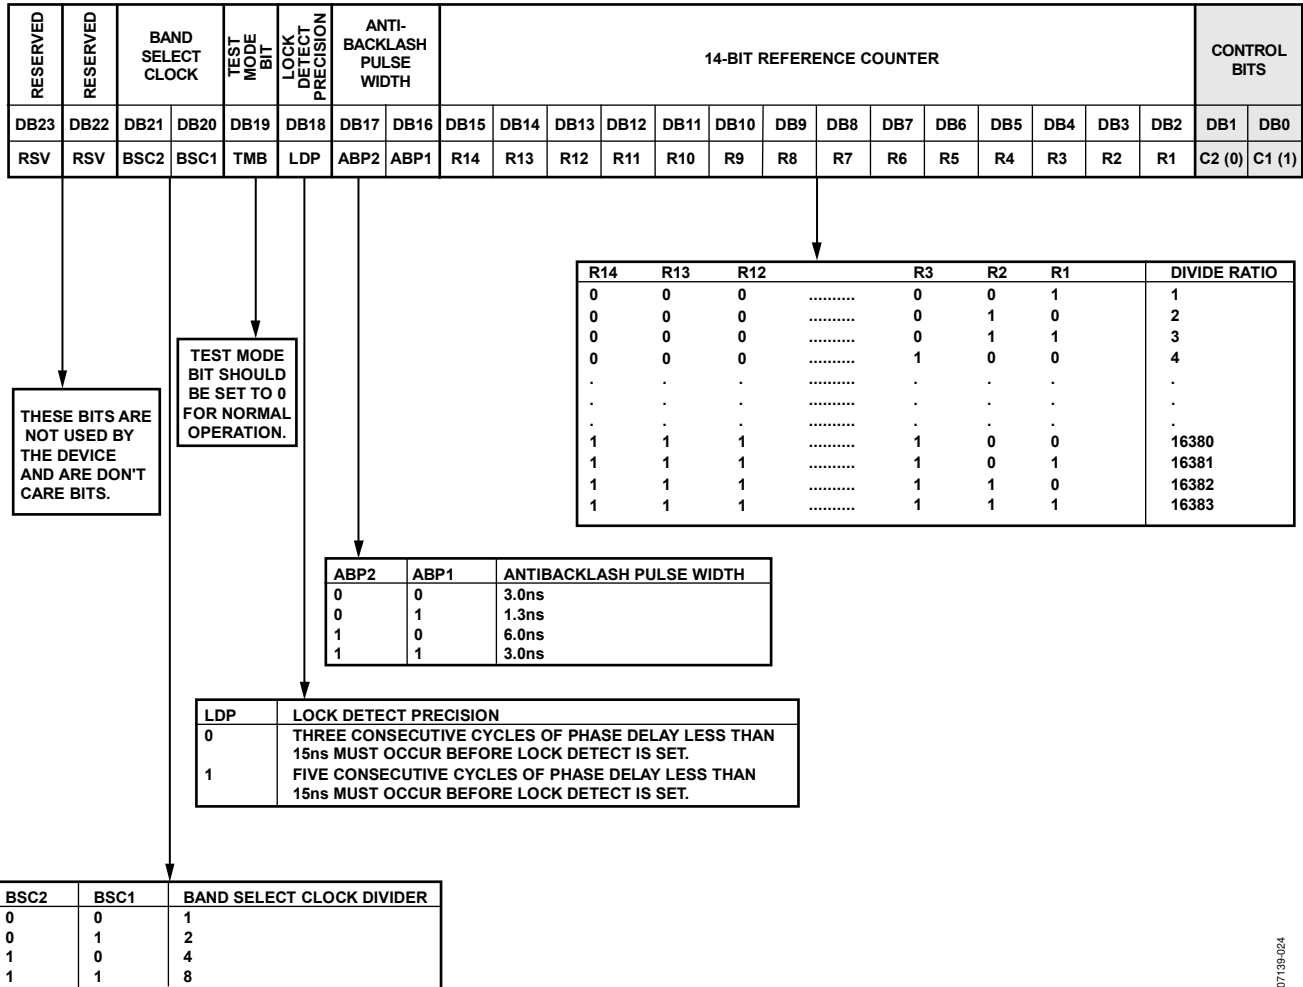 RESERVED
RESERVED
BAND
SELECT
CLOCK
TEST
MODE
BIT
LOCK
DETECT
PRECISION
ANTI-
BACKLASH
PULSE
WIDTH
14-BIT REFERENCE COUNTER
CONTROL
BITS
DB23 DB22 DB21 DB20 DB19 DB18 DB17 DB16 DB15 DB14 DB13 DB12 DB11 DB10 DB9 DB8 DB7 DB6 DB5 DB4 DB3 DB2 DB1 DB0
RSV RSV BSC2 BSC1 TMB LDP ABP2 ABP1 R14 R13 R12 R11 R10 R9 R8 R7 R6 R5 R4 R3 R2 R1 C2 (0) C1 (1)
R14 R13 R12 R3 R2 R1 DIVIDE RATIO
0 0 0 .......... 0 0 1 1
0 0 0 .......... 0 1 0 2
0 0 0 .......... 0 1 1 3
0 0 0 .......... 1 0 0 4
. . . .......... . . . .
. . . .......... . . . .
. . . .......... . . . .
1 1 1 .......... 1 0 0 16380
1 1 1 .......... 1 0 1 16381
1 1 1 .......... 1 1 0 16382
1 1 1 .......... 1 1 1 16383
TEST MODE
BIT SHOULD
BE SET TO 0
FOR NORMAL
OPERATION.
THESE BITS ARE
NOT USED BY
THE DEVICE
AND ARE DON'T
CARE BITS.
ABP2 ABP1 ANTIBACKLASH PULSE WIDTH
0 0 3.0ns
0 1 1.3ns
1 0 6.0ns
1 1 3.0ns
LDP LOCK DETECT PRECISION
0 THREE CONSECUTIVE CYCLES OF PHASE DELAY LESS THAN
15ns MUST OCCUR BEFORE LOCK DETECT IS SET.
1 FIVE CONSECUTIVE CYCLES OF PHASE DELAY LESS THAN
15ns MUST OCCUR BEFORE LOCK DETECT IS SET.
BSC2 BSC1 BAND SELECT CLOCK DIVIDER
0 0 1
0 1 2
1 0 4
1 1 8
07139-024